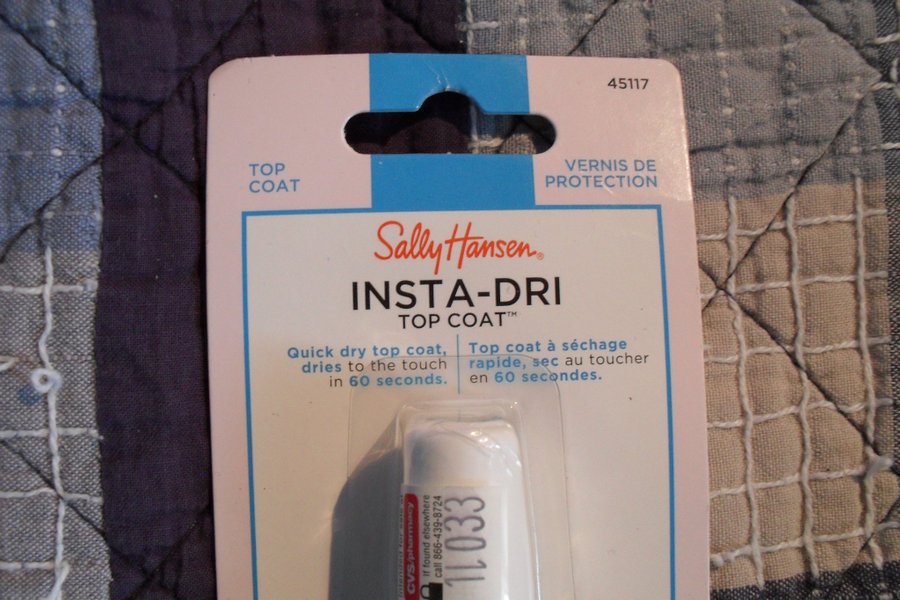 45117
TOP
COAT
VERNIS DE
PROTECTION
Sally Hansen®
INSTA-DRI
TOP COAT™
Quick dry top coat,
dries to the touch
in 60 seconds.
Top coat à séchage
rapide, sec au toucher
en 60 secondes.
CVS/pharmacy
If found elsewhere
call 866-439-8724
1L033